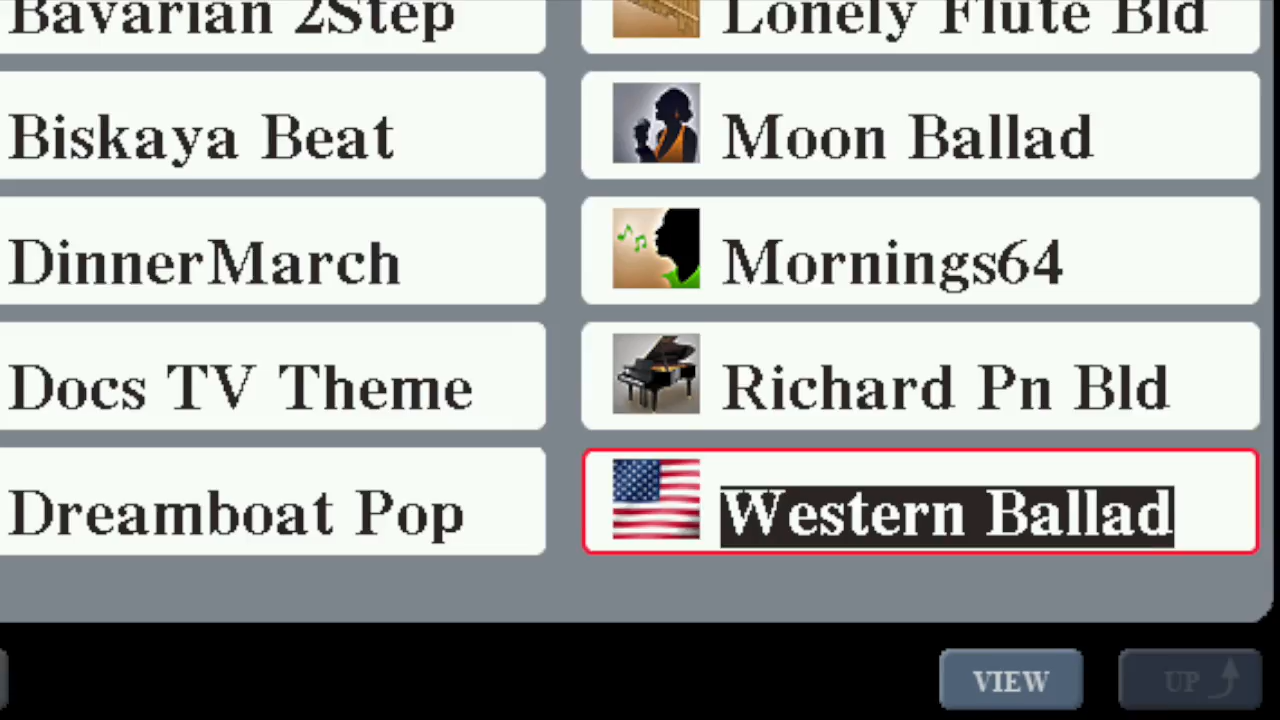 Bavarian 2Step
Biskaya Beat
DinnerMarch
Docs TV Theme
Dreamboat Pop
Lonely Flute Bld
Moon Ballad
Mornings64
Richard Pn Bld
Western Ballad
VIEW
UP